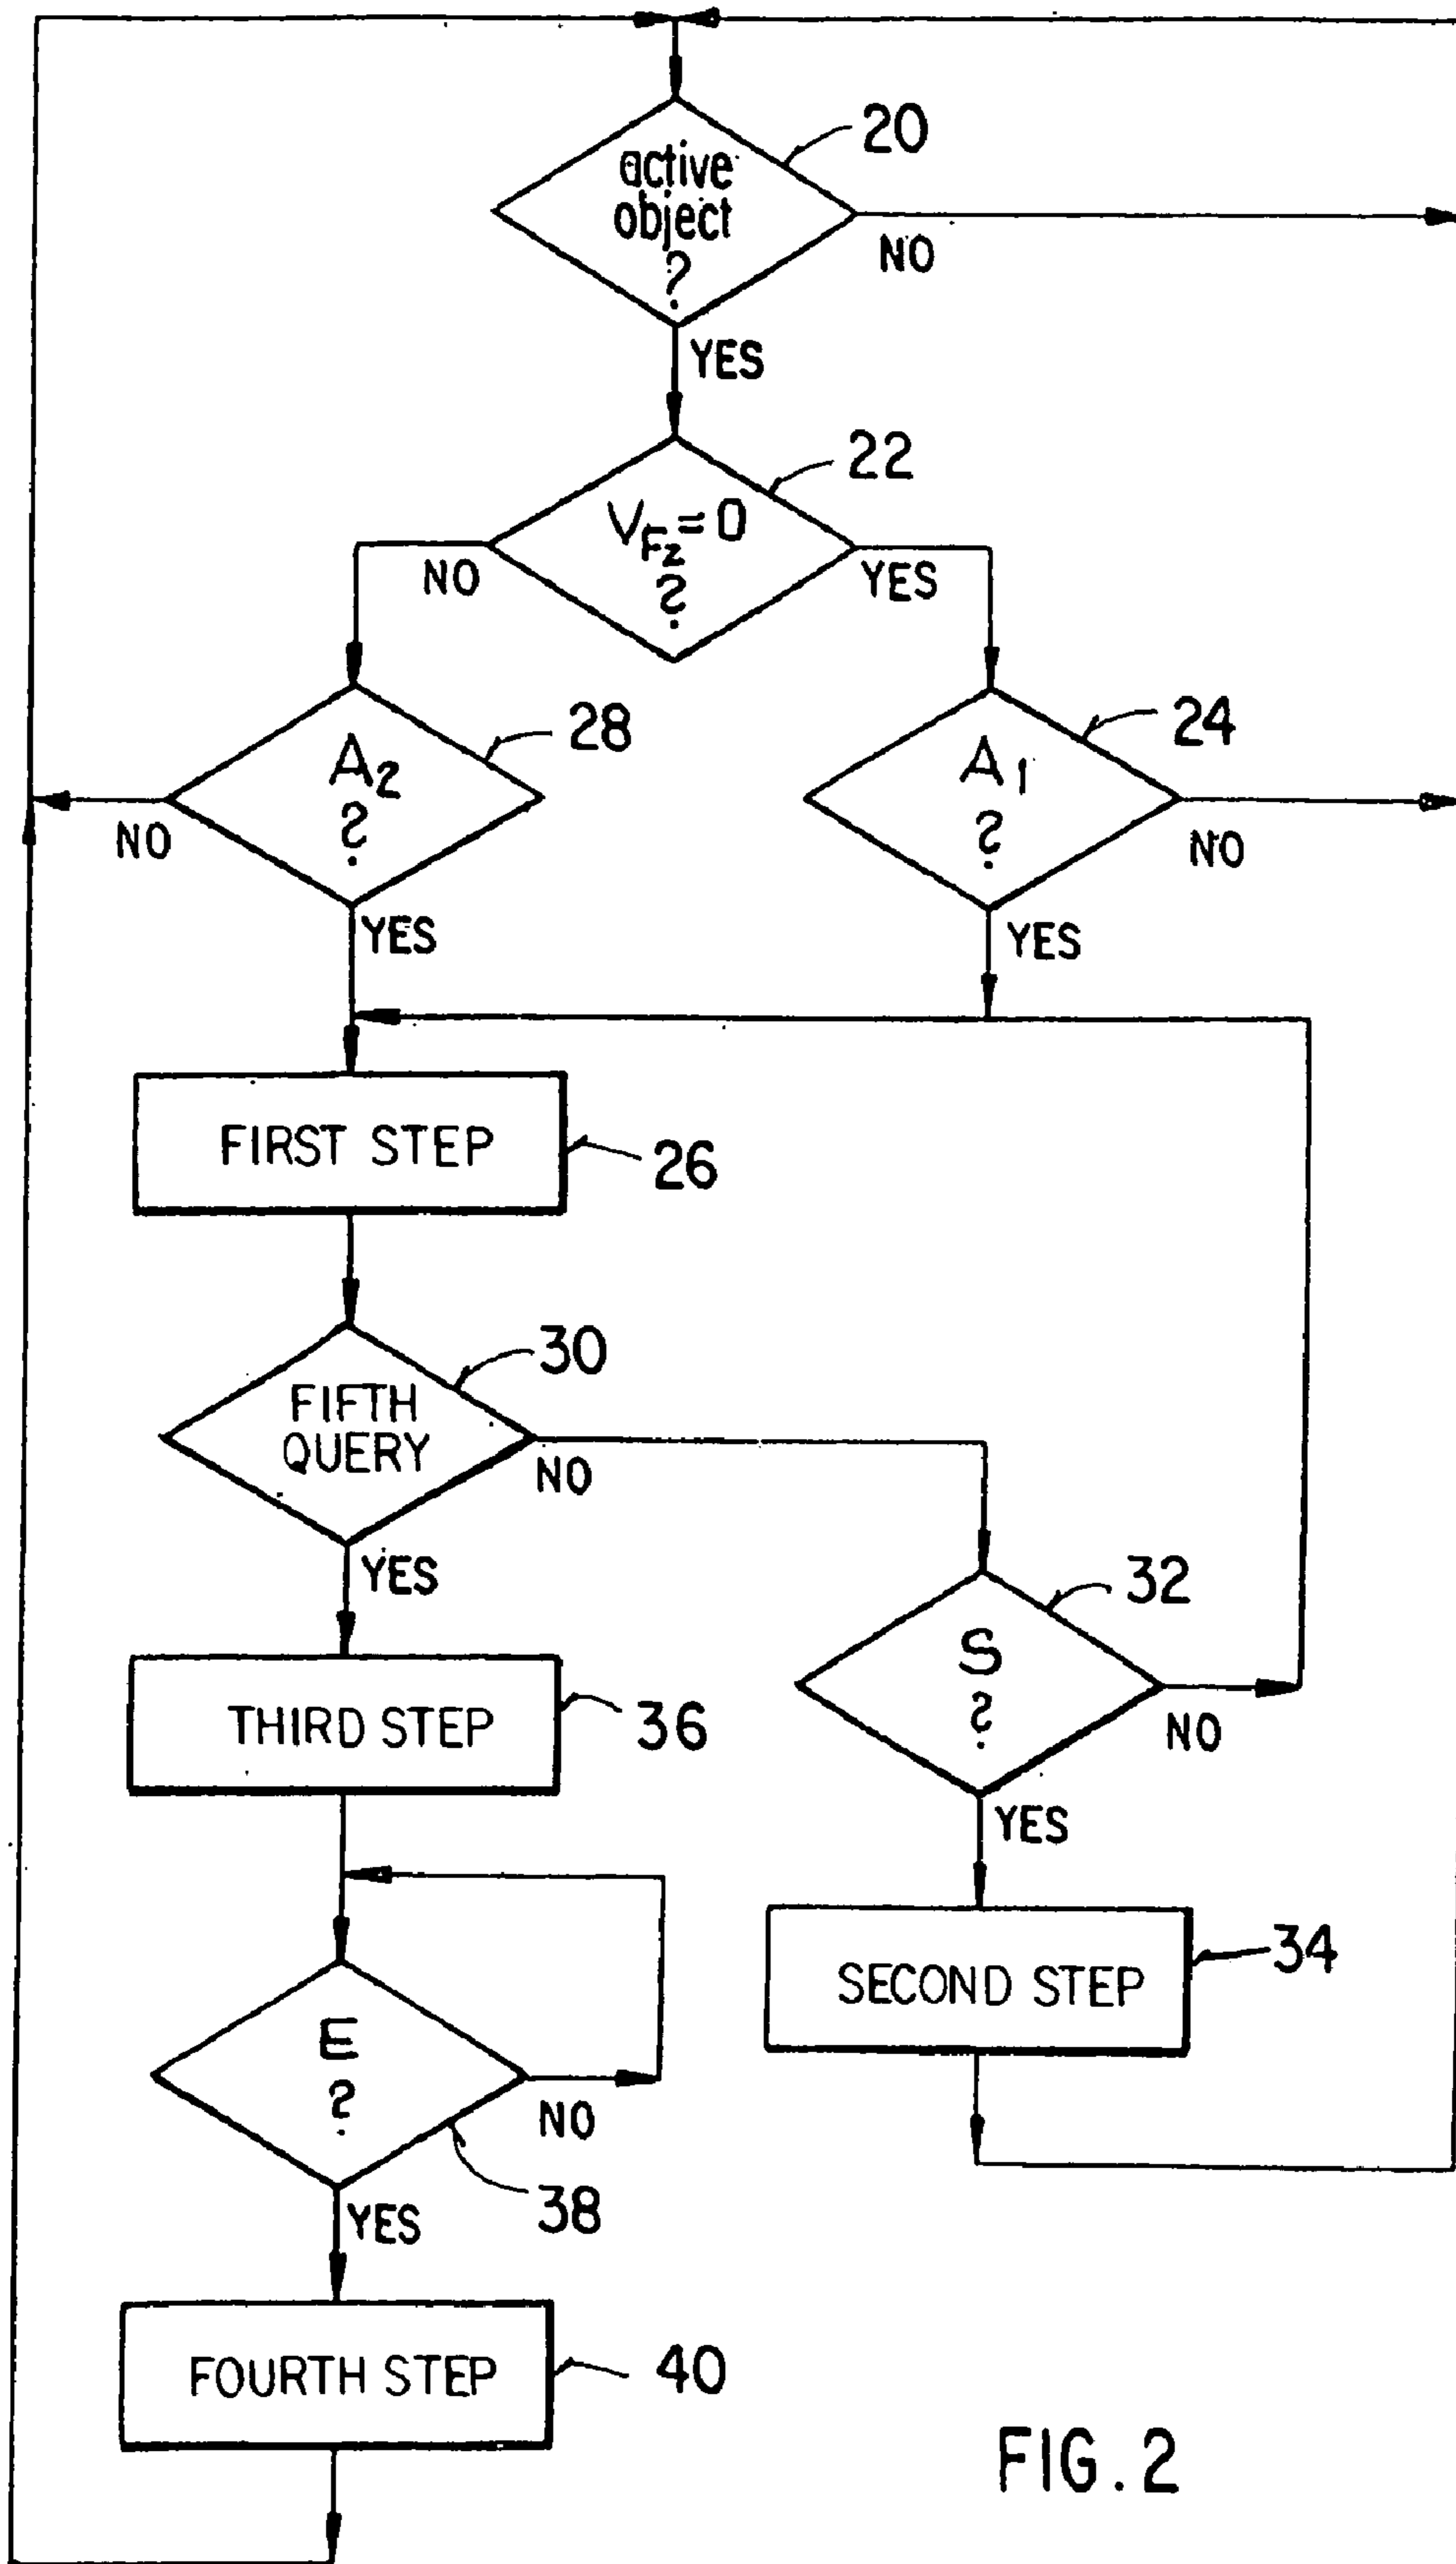 20
active
object
?
NO
YES
22
V_Fz=0
?
NO
YES
28
A2
?
NO
YES
24
A1
?
NO
YES
FIRST STEP
26
30
FIFTH
QUERY
NO
YES
32
S
?
NO
YES
THIRD STEP
36
SECOND STEP
34
E
?
NO
38
YES
FOURTH STEP
40
FIG. 2